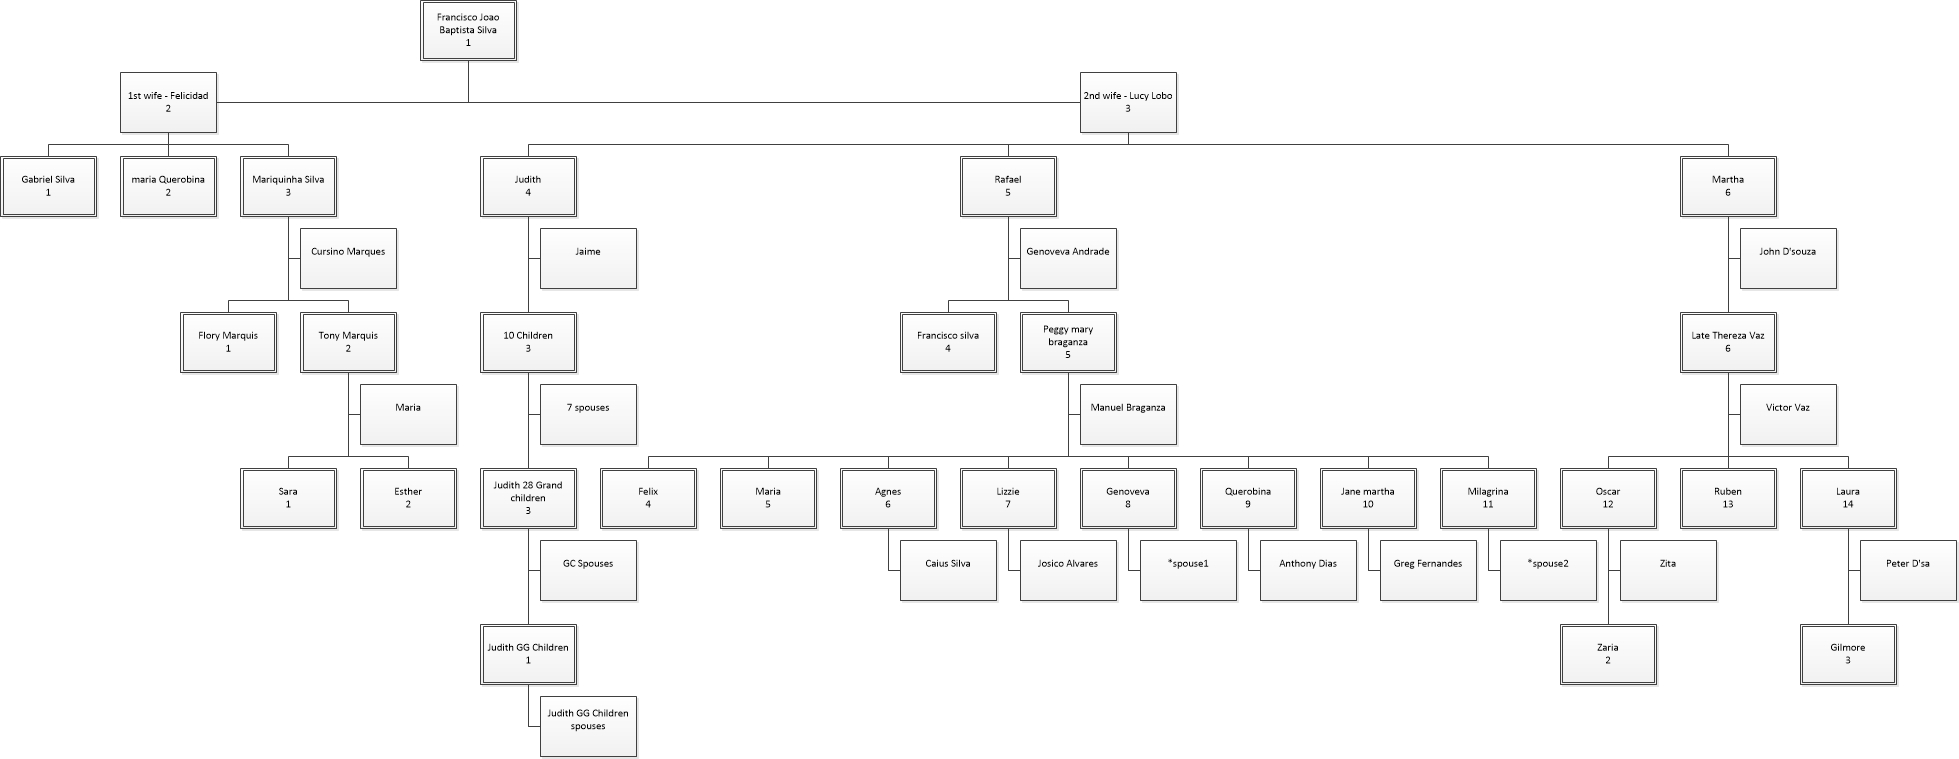 Francisco Joao
Baptista Silva
1
1st wife - Felicidad
2
2nd wife - Lucy Lobo
3
Gabriel Silva
1
maria Querobina
2
Mariquinha Silva
3
Judith
4
Rafael
5
Martha
6
Cursino Marques
Jaime
Genoveva Andrade
John D'souza
Flory Marquis
1
Tony Marquis
2
10 Children
3
Francisco silva
4
Peggy mary
braganza
5
Late Thereza Vaz
6
Maria
7 spouses
Manuel Braganza
Victor Vaz
Sara
1
Esther
2
Judith 28 Grand
children
3
Felix
4
Maria
5
Agnes
6
Lizzie
7
Genoveva
8
Querobina
9
Jane martha
10
Milagrina
11
Oscar
12
Ruben
13
Laura
14
GC Spouses
Caius Silva
Josico Alvares
*spouse1
Anthony Dias
Greg Fernandes
*spouse2
Zita
Peter D'sa
Judith GG Children
1
Zaria
2
Gilmore
3
Judith GG Children
spouses